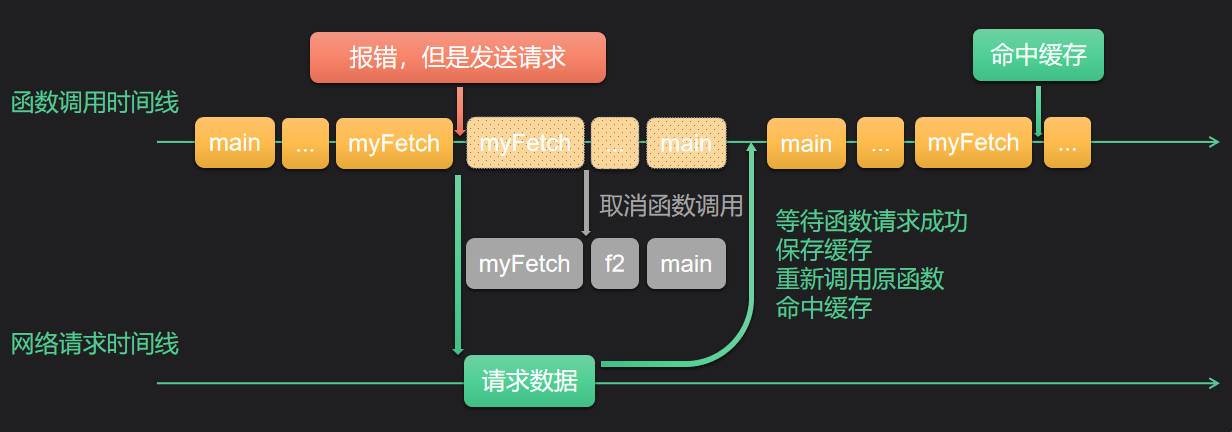 报错，但是发送请求
命中缓存
函数调用时间线
main
...
myFetch
myFetch
...
main
main
...
myFetch
...
取消函数调用
myFetch
f2
main
等待函数请求成功
保存缓存
重新调用原函数
命中缓存
网络请求时间线
请求数据